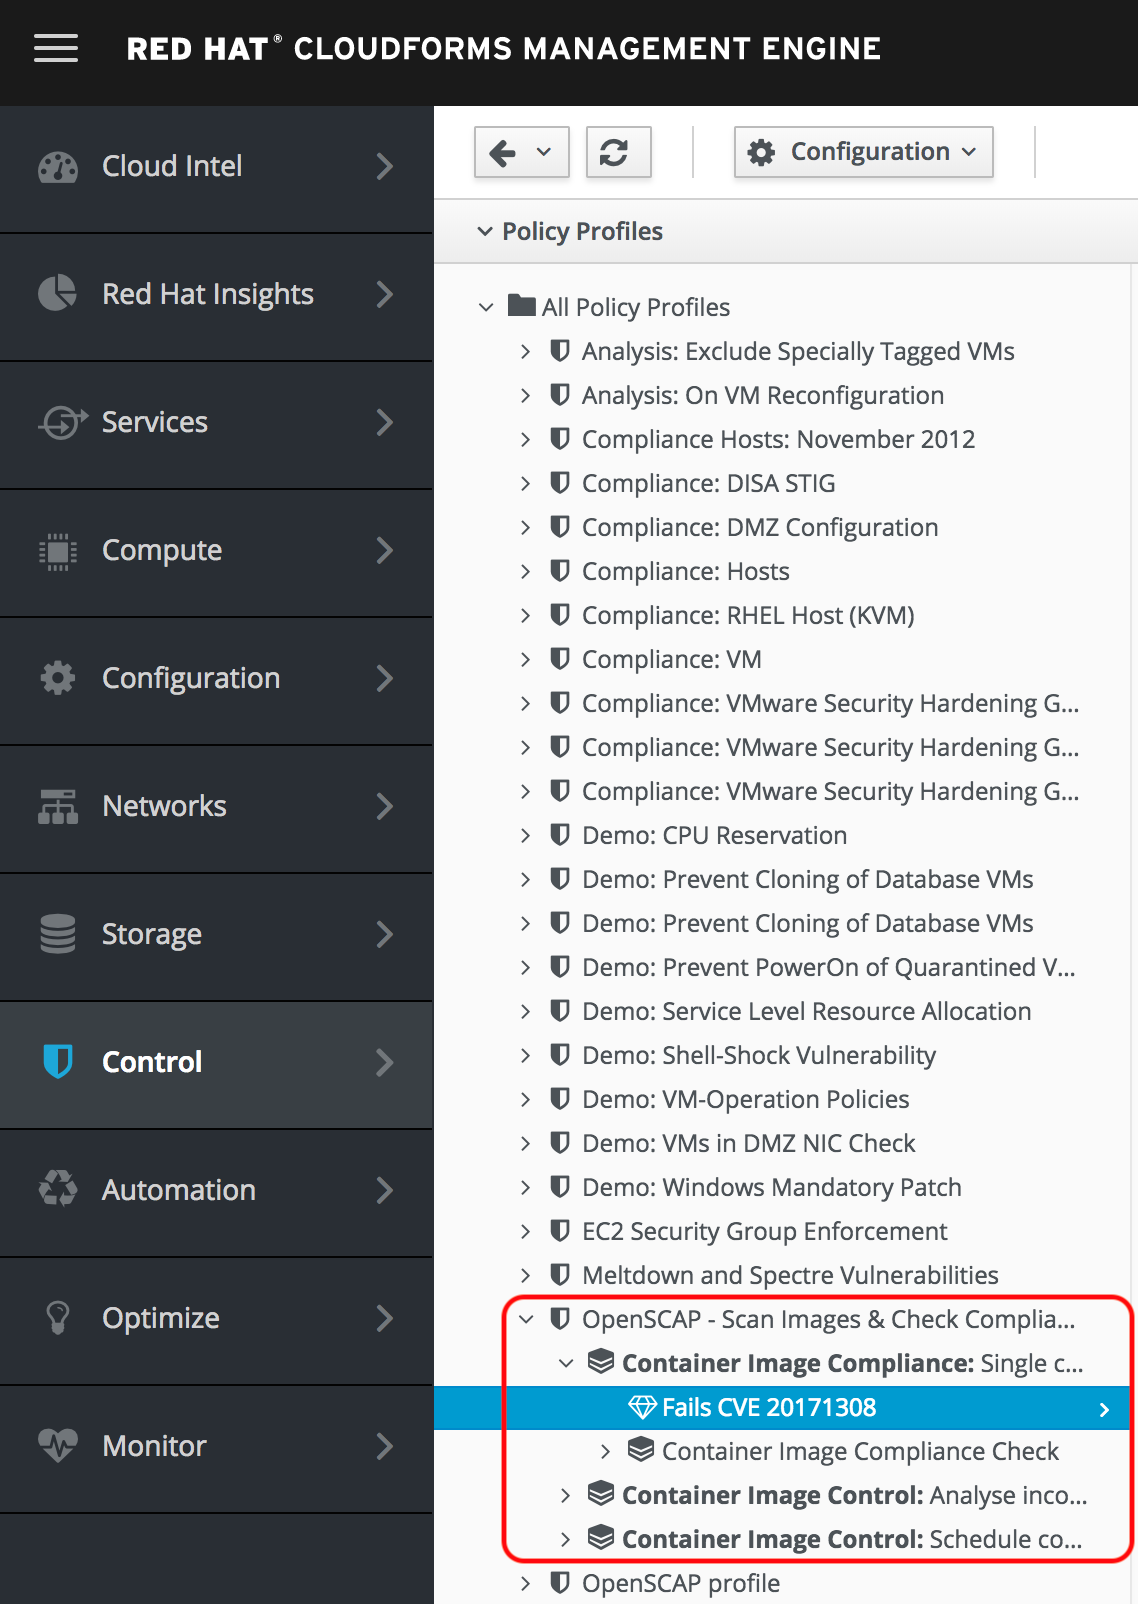 RED HAT® CLOUDFORMS MANAGEMENT ENGINE
Configuration
Policy Profiles
Cloud Intel
Red Hat Insights
Services
Compute
Configuration
Networks
Storage
Control
Automation
Optimize
Monitor
All Policy Profiles
Analysis: Exclude Specially Tagged VMs
Analysis: On VM Reconfiguration
Compliance Hosts: November 2012
Compliance: DISA STIG
Compliance: DMZ Configuration
Compliance: Hosts
Compliance: RHEL Host (KVM)
Compliance: VM
Compliance: VMware Security Hardening G...
Compliance: VMware Security Hardening G...
Compliance: VMware Security Hardening G...
Demo: CPU Reservation
Demo: Prevent Cloning of Database VMs
Demo: Prevent Cloning of Database VMs
Demo: Prevent PowerOn of Quarantined V...
Demo: Service Level Resource Allocation
Demo: Shell-Shock Vulnerability
Demo: VM-Operation Policies
Demo: VMs in DMZ NIC Check
Demo: Windows Mandatory Patch
EC2 Security Group Enforcement
Meltdown and Spectre Vulnerabilities
OpenSCAP - Scan Images & Check Complia...
Container Image Compliance: Single c...
Fails CVE 20171308
Container Image Compliance Check
Container Image Control: Analyse inco...
Container Image Control: Schedule co...
OpenSCAP profile